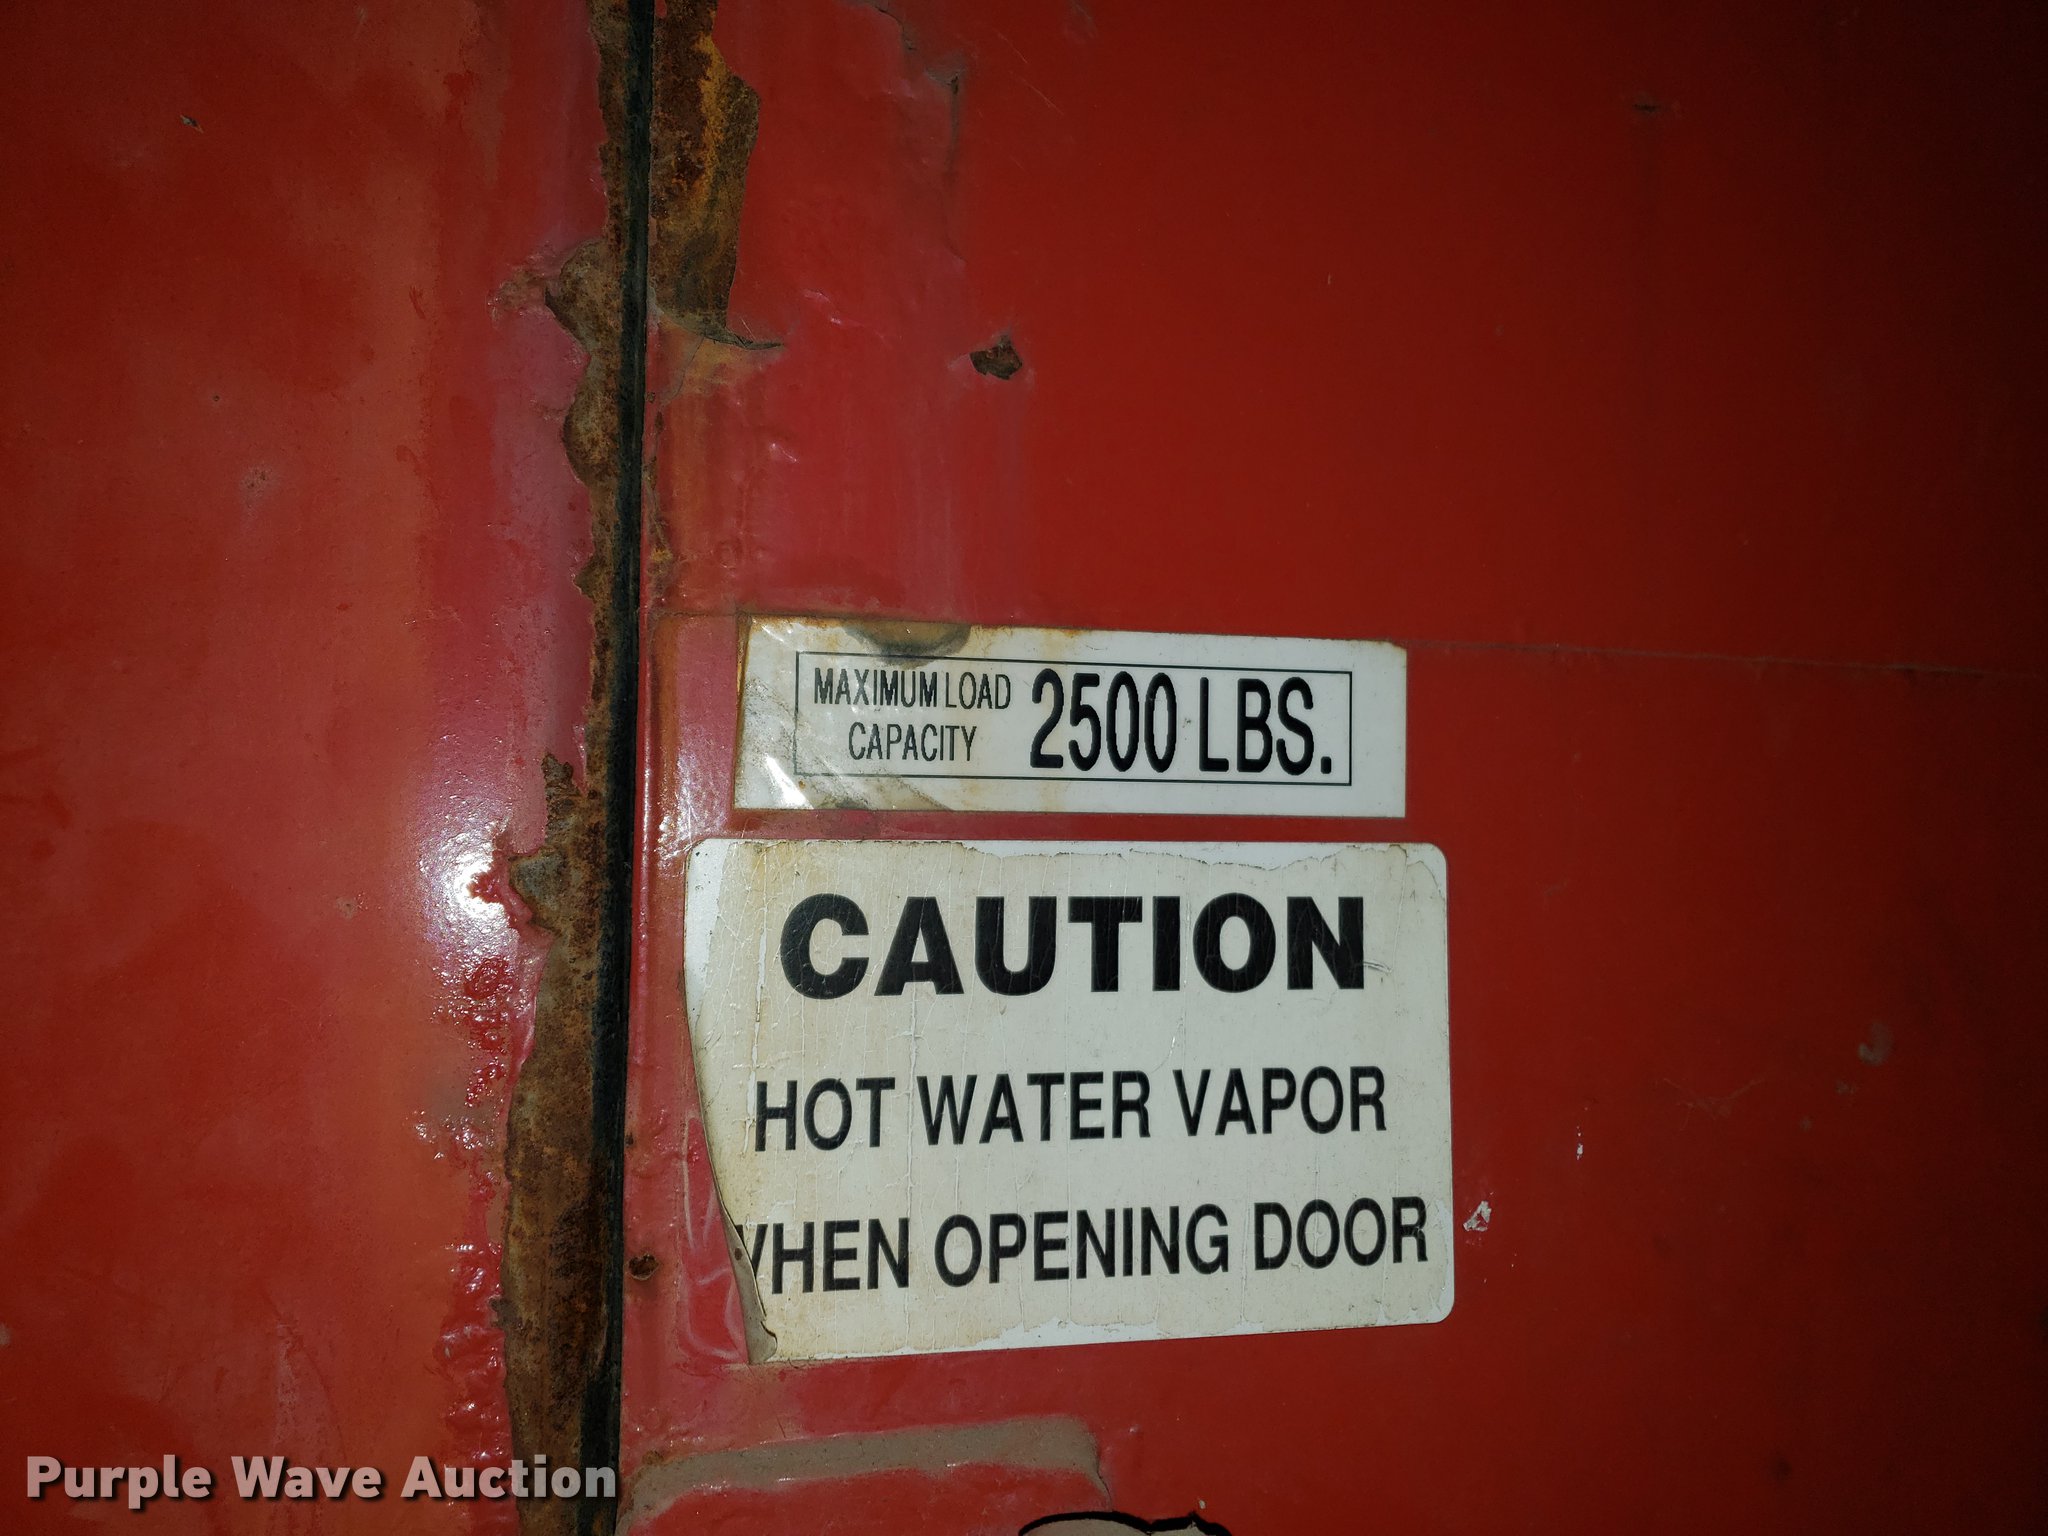 MAXIMUM LOAD
CAPACITY
2500 LBS.
CAUTION
HOT WATER VAPOR
WHEN OPENING DOOR
Purple Wave Auction